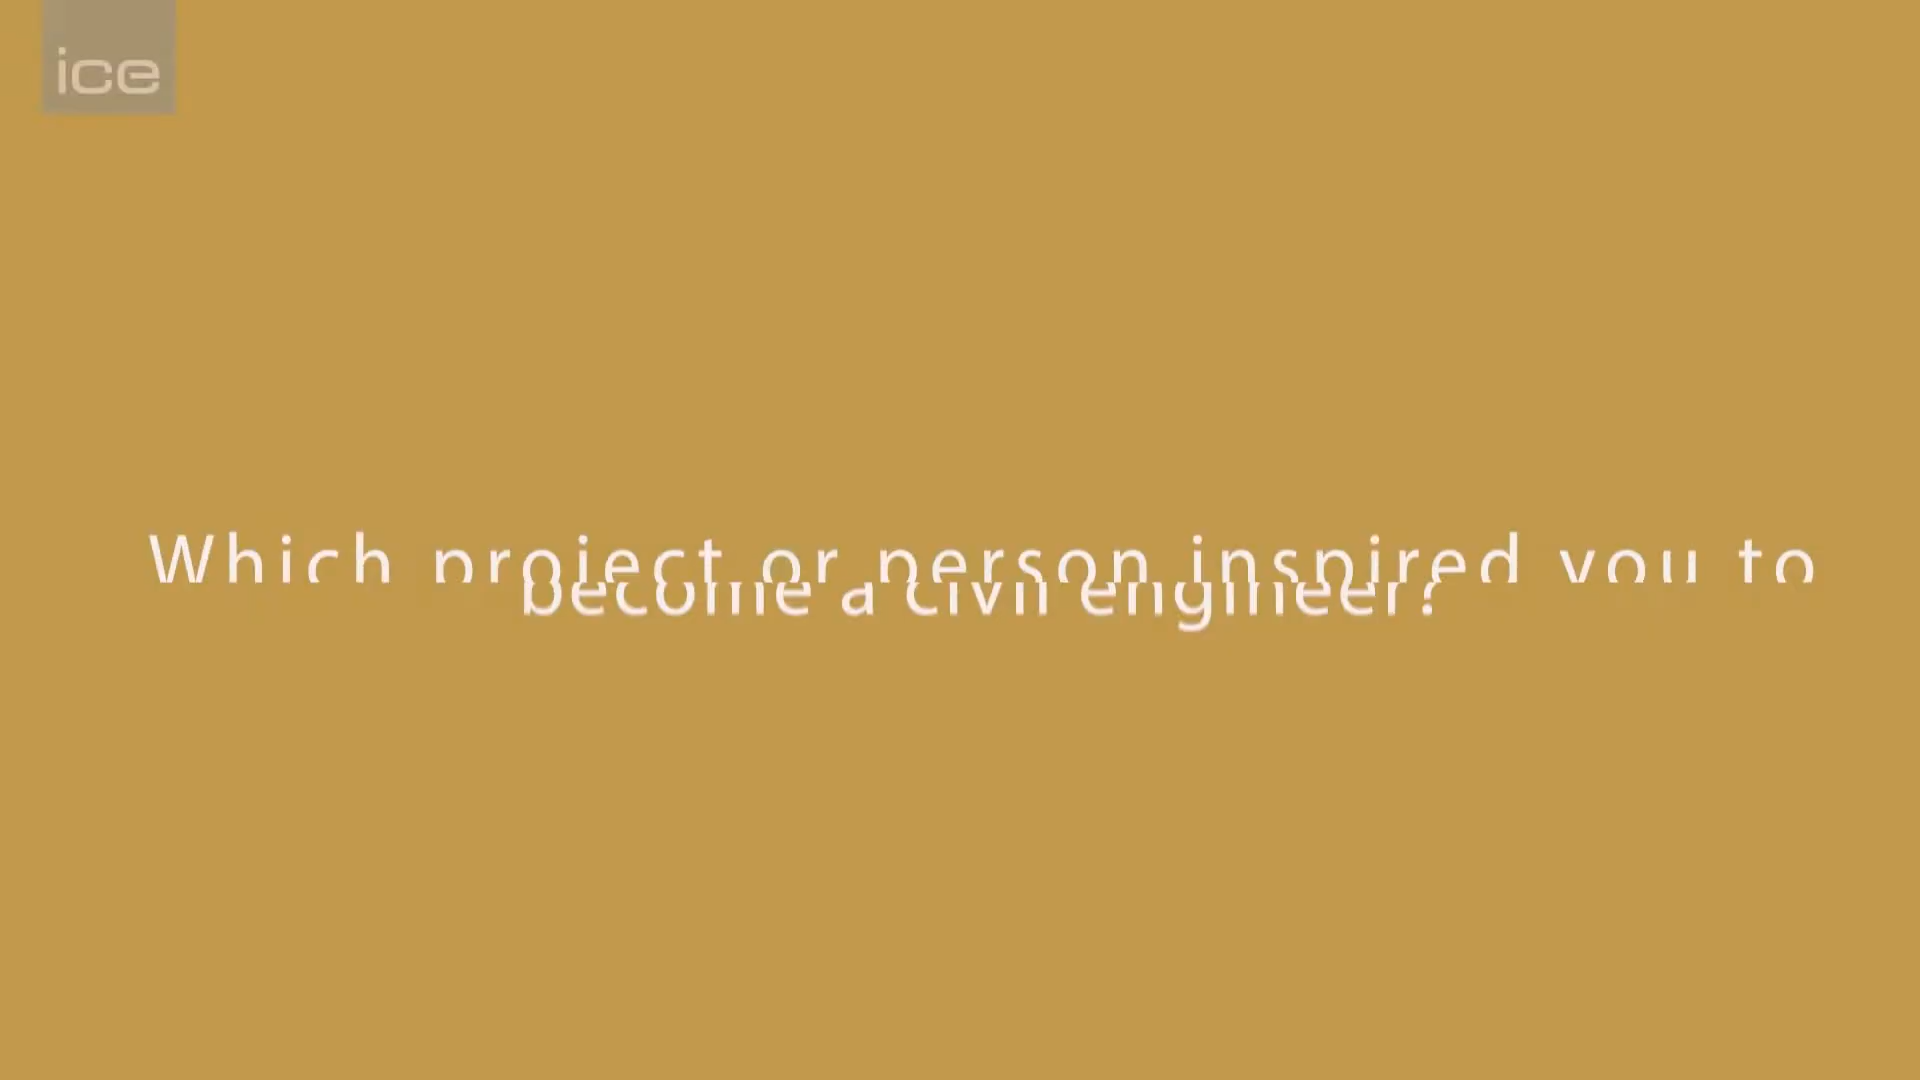 ice
Which project or person inspired you to
become a civil engineer?